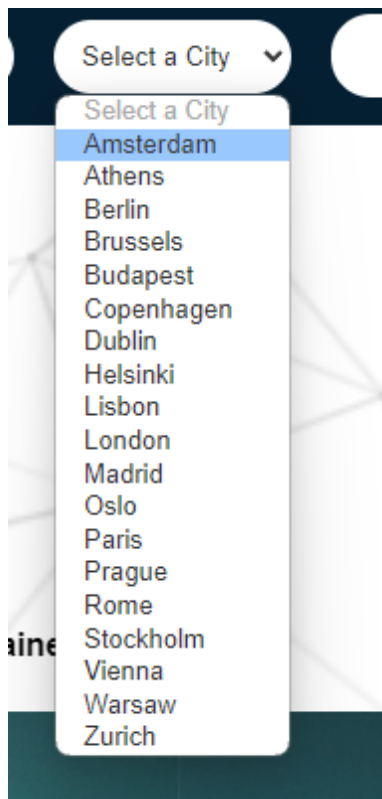 Select a City
Select a City
Amsterdam
Athens
Berlin
Brussels
Budapest
Copenhagen
Dublin
Helsinki
Lisbon
London
Madrid
Oslo
Paris
Prague
Rome
aine
Stockholm
Vienna
Warsaw
Zurich